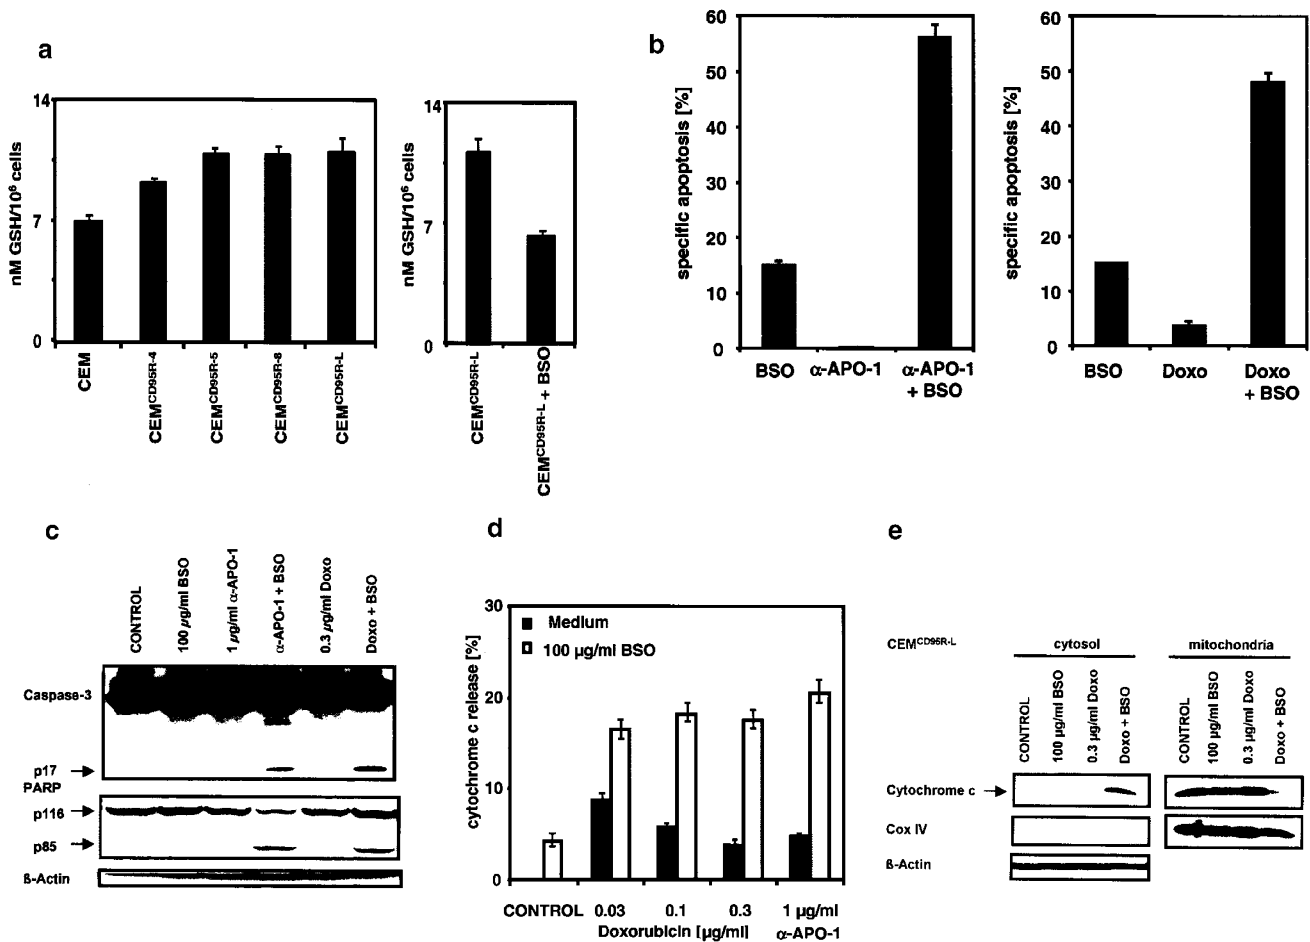 a
14
7
0
nM GSH/10⁶ cells
CEM
CEM^CD95R-4
CEM^CD95R-5
CEM^CD95R-8
CEM^CD95R-L
14
7
0
nM GSH/10⁶ cells
CEM^CD95R-L
CEM^CD95R-L + BSO
b
60
50
40
30
20
10
0
specific apoptosis [%]
BSO
α-APO-1
α-APO-1
+ BSO
60
50
40
30
20
10
0
specific apoptosis [%]
BSO
Doxo
Doxo
+ BSO
c
CONTROL
100 µg/ml BSO
1 µg/ml α-APO-1
α-APO-1 + BSO
0.3 µg/ml Doxo
Doxo + BSO
Caspase-3
p17
PARP
p116
p85
ß-Actin
d
30
20
10
0
cytochrome c release [%]
Medium
100 µg/ml BSO
CONTROL 0.03 0.1 0.3 1 µg/ml
Doxorubicin [µg/ml] α-APO-1
e
CEM^CD95R-L
cytosol
mitochondria
CONTROL
100 µg/ml BSO
0.3 µg/ml Doxo
Doxo + BSO
CONTROL
100 µg/ml BSO
0.3 µg/ml Doxo
Doxo + BSO
Cytochrome c
Cox IV
ß-Actin